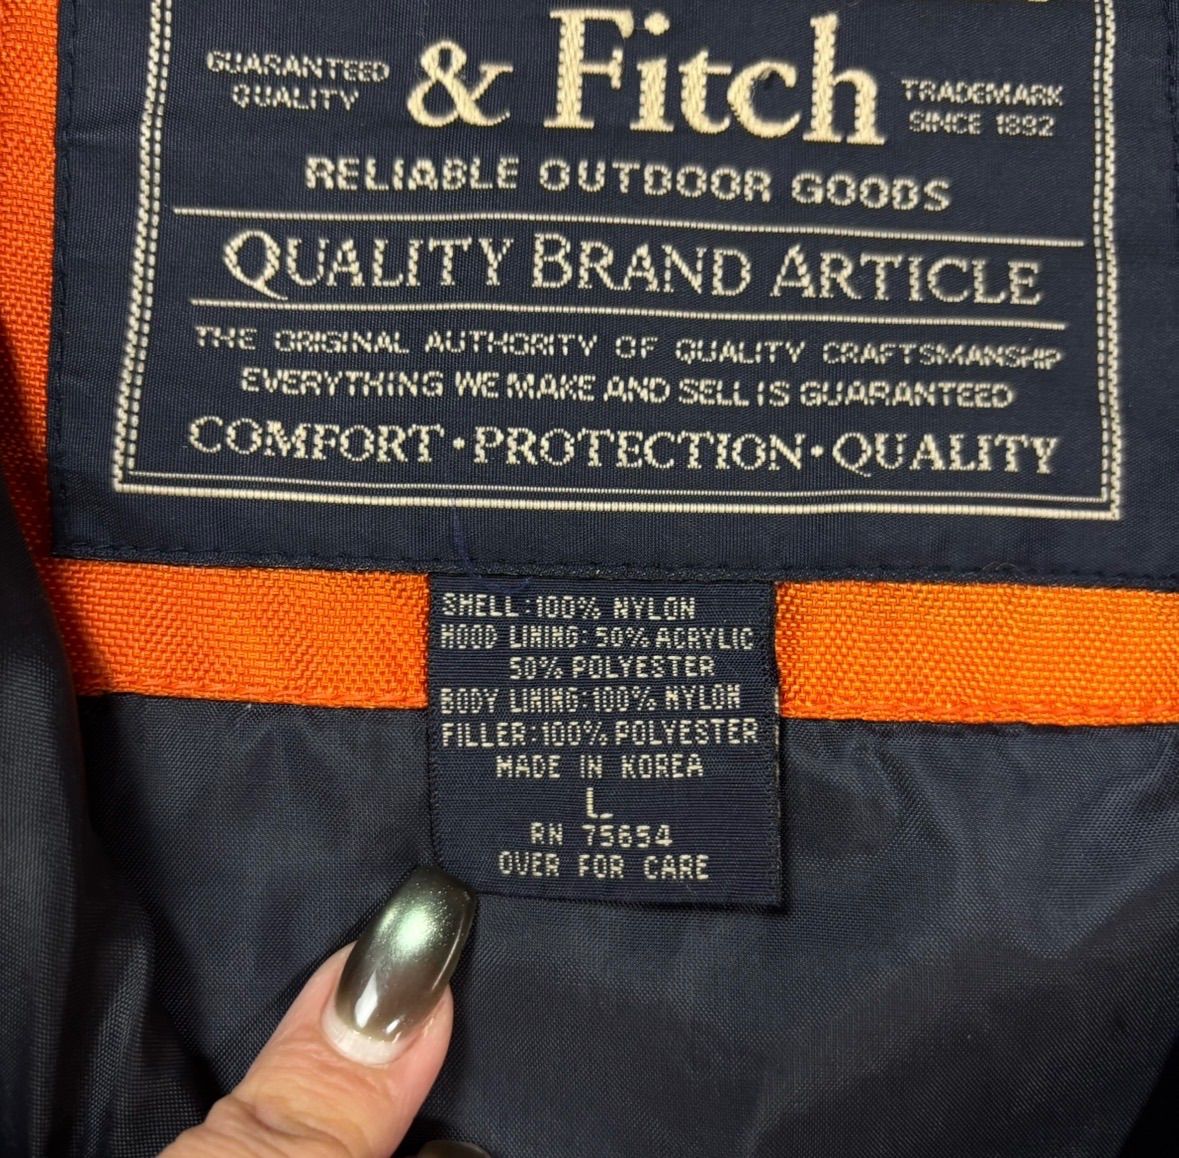 GUARANTEED
QUALITY
& Fitch
TRADEMARK
SINCE 1892
RELIABLE OUTDOOR GOODS
QUALITY BRAND ARTICLE
THE ORIGINAL AUTHORITY OF QUALITY CRAFTSMANSHIP
EVERYTHING WE MAKE AND SELL IS GUARANTEED
COMFORT·PROTECTION·QUALITY
SHELL:100% NYLON
HOOD LINING: 50% ACRYLIC
50% POLYESTER
BODY LINING:100% NYLON
FILLER:100% POLYESTER
MADE IN KOREA
L
RN 75654
OVER FOR CARE